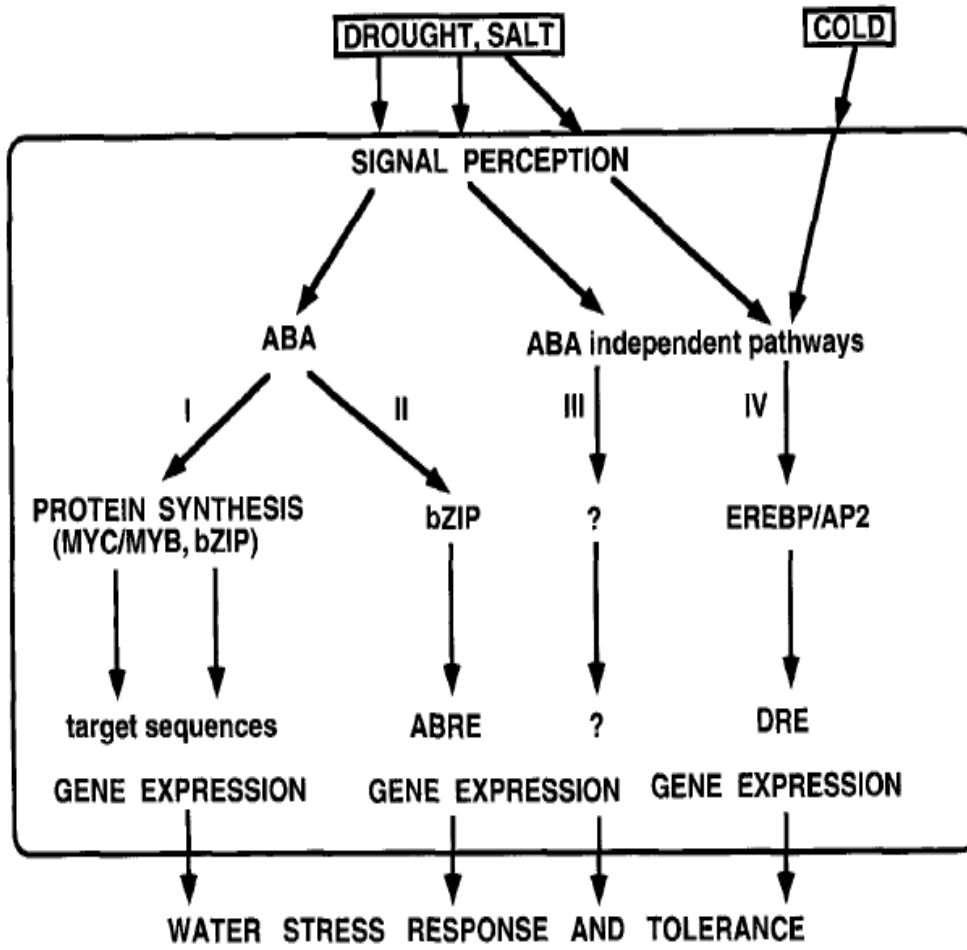 DROUGHT, SALT
COLD
SIGNAL PERCEPTION
ABA
ABA independent pathways
I
II
III
IV
PROTEIN SYNTHESIS
(MYC/MYB, bZIP)
bZIP
?
EREBP/AP2
target sequences
ABRE
?
DRE
GENE EXPRESSION
GENE EXPRESSION
GENE EXPRESSION
WATER STRESS RESPONSE AND TOLERANCE